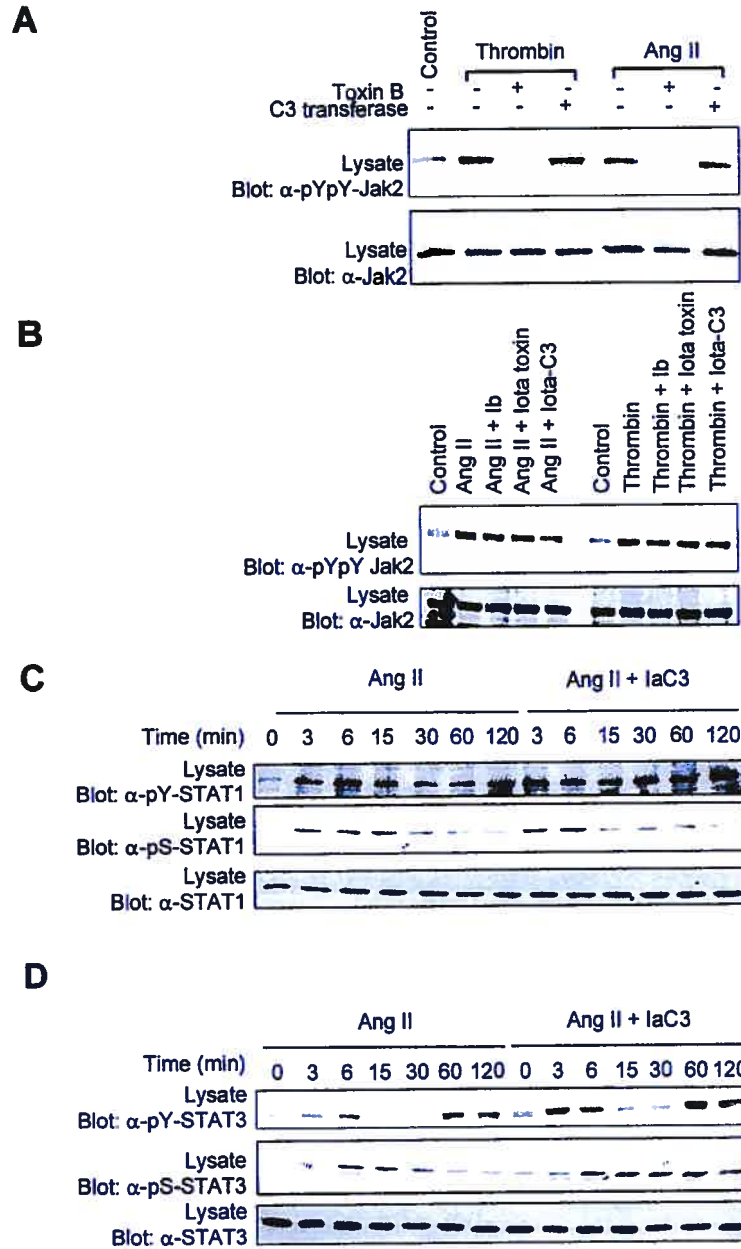 A
Control
Thrombin
Ang II
Toxin B - - + - - + -
C3 transferase - - - + - - +
Lysate
Blot: α-pYpY-Jak2
Lysate
Blot: α-Jak2
B
Control
Ang II
Ang II + Ib
Ang II + Iota toxin
Ang II + Iota-C3
Control
Thrombin
Thrombin + Ib
Thrombin + Iota toxin
Thrombin + Iota-C3
Lysate
Blot: α-pYpY Jak2
Lysate
Blot: α-Jak2
C
Ang II
Ang II + IaC3
Time (min) 0 3 6 15 30 60 120 3 6 15 30 60 120
Lysate
Blot: α-pY-STAT1
Lysate
Blot: α-pS-STAT1
Lysate
Blot: α-STAT1
D
Ang II
Ang II + IaC3
Time (min) 0 3 6 15 30 60 120 0 3 6 15 30 60 120
Lysate
Blot: α-pY-STAT3
Lysate
Blot: α-pS-STAT3
Lysate
Blot: α-STAT3